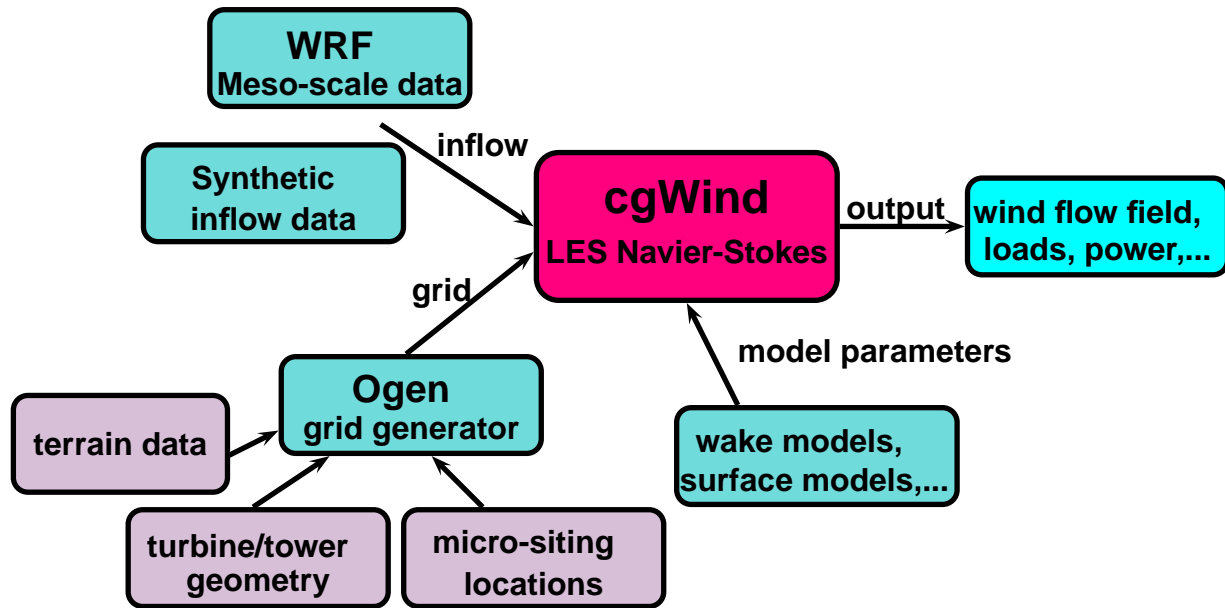 WRF
Meso-scale data
inflow
Synthetic
inflow data
cgWind
LES Navier-Stokes
output
wind flow field,
loads, power,...
grid
model parameters
Ogen
grid generator
terrain data
wake models,
surface models,...
turbine/tower
geometry
micro-siting
locations